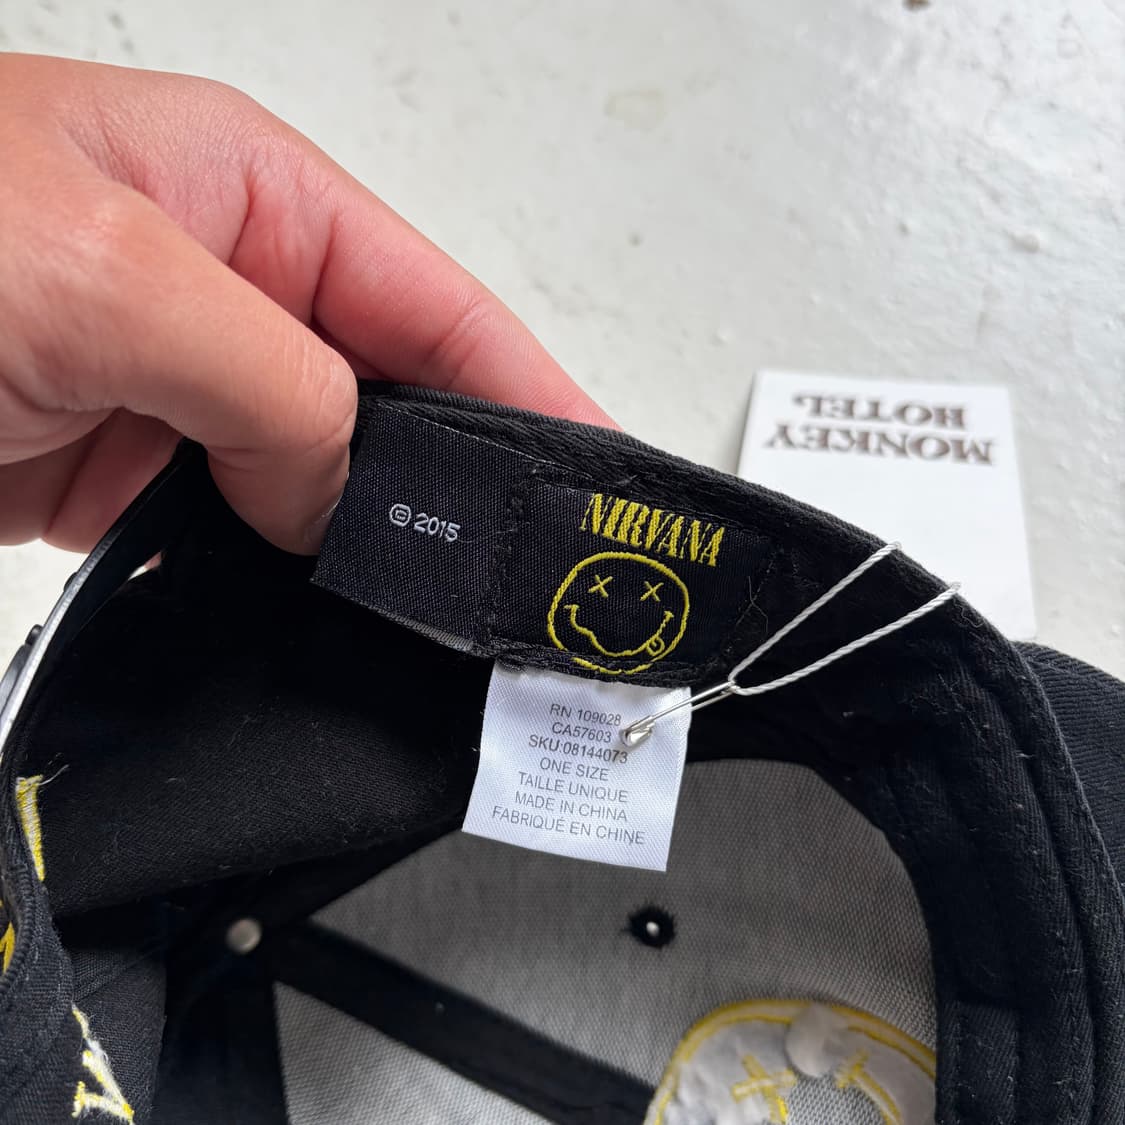 © 2015
NIRVANA
RN 109028
CA57603
SKU:08144073
ONE SIZE
TAILLE UNIQUE
MADE IN CHINA
FABRIQUÉ EN CHINE
MONKEY
HOTEL